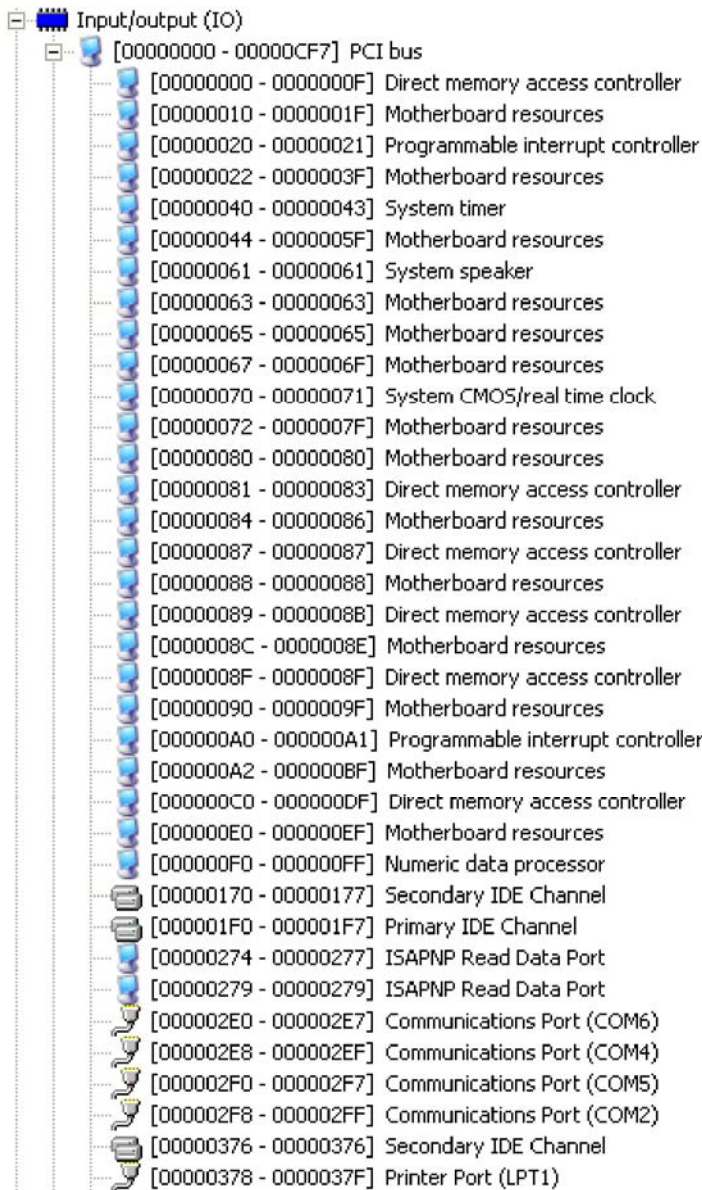 Input/output (IO)
[00000000 - 00000CF7] PCI bus
[00000000 - 0000000F] Direct memory access controller
[00000010 - 0000001F] Motherboard resources
[00000020 - 00000021] Programmable interrupt controller
[00000022 - 0000003F] Motherboard resources
[00000040 - 00000043] System timer
[00000044 - 0000005F] Motherboard resources
[00000061 - 00000061] System speaker
[00000063 - 00000063] Motherboard resources
[00000065 - 00000065] Motherboard resources
[00000067 - 0000006F] Motherboard resources
[00000070 - 00000071] System CMOS/real time clock
[00000072 - 0000007F] Motherboard resources
[00000080 - 00000080] Motherboard resources
[00000081 - 00000083] Direct memory access controller
[00000084 - 00000086] Motherboard resources
[00000087 - 00000087] Direct memory access controller
[00000088 - 00000088] Motherboard resources
[00000089 - 0000008B] Direct memory access controller
[0000008C - 0000008E] Motherboard resources
[0000008F - 0000008F] Direct memory access controller
[00000090 - 0000009F] Motherboard resources
[000000A0 - 000000A1] Programmable interrupt controller
[000000A2 - 000000BF] Motherboard resources
[000000C0 - 000000DF] Direct memory access controller
[000000E0 - 000000EF] Motherboard resources
[000000F0 - 000000FF] Numeric data processor
[00000170 - 00000177] Secondary IDE Channel
[000001F0 - 000001F7] Primary IDE Channel
[00000274 - 00000277] ISAPNP Read Data Port
[00000279 - 00000279] ISAPNP Read Data Port
[000002E0 - 000002E7] Communications Port (COM6)
[000002E8 - 000002EF] Communications Port (COM4)
[000002F0 - 000002F7] Communications Port (COM5)
[000002F8 - 000002FF] Communications Port (COM2)
[00000376 - 00000376] Secondary IDE Channel
[00000378 - 0000037F] Printer Port (LPT1)